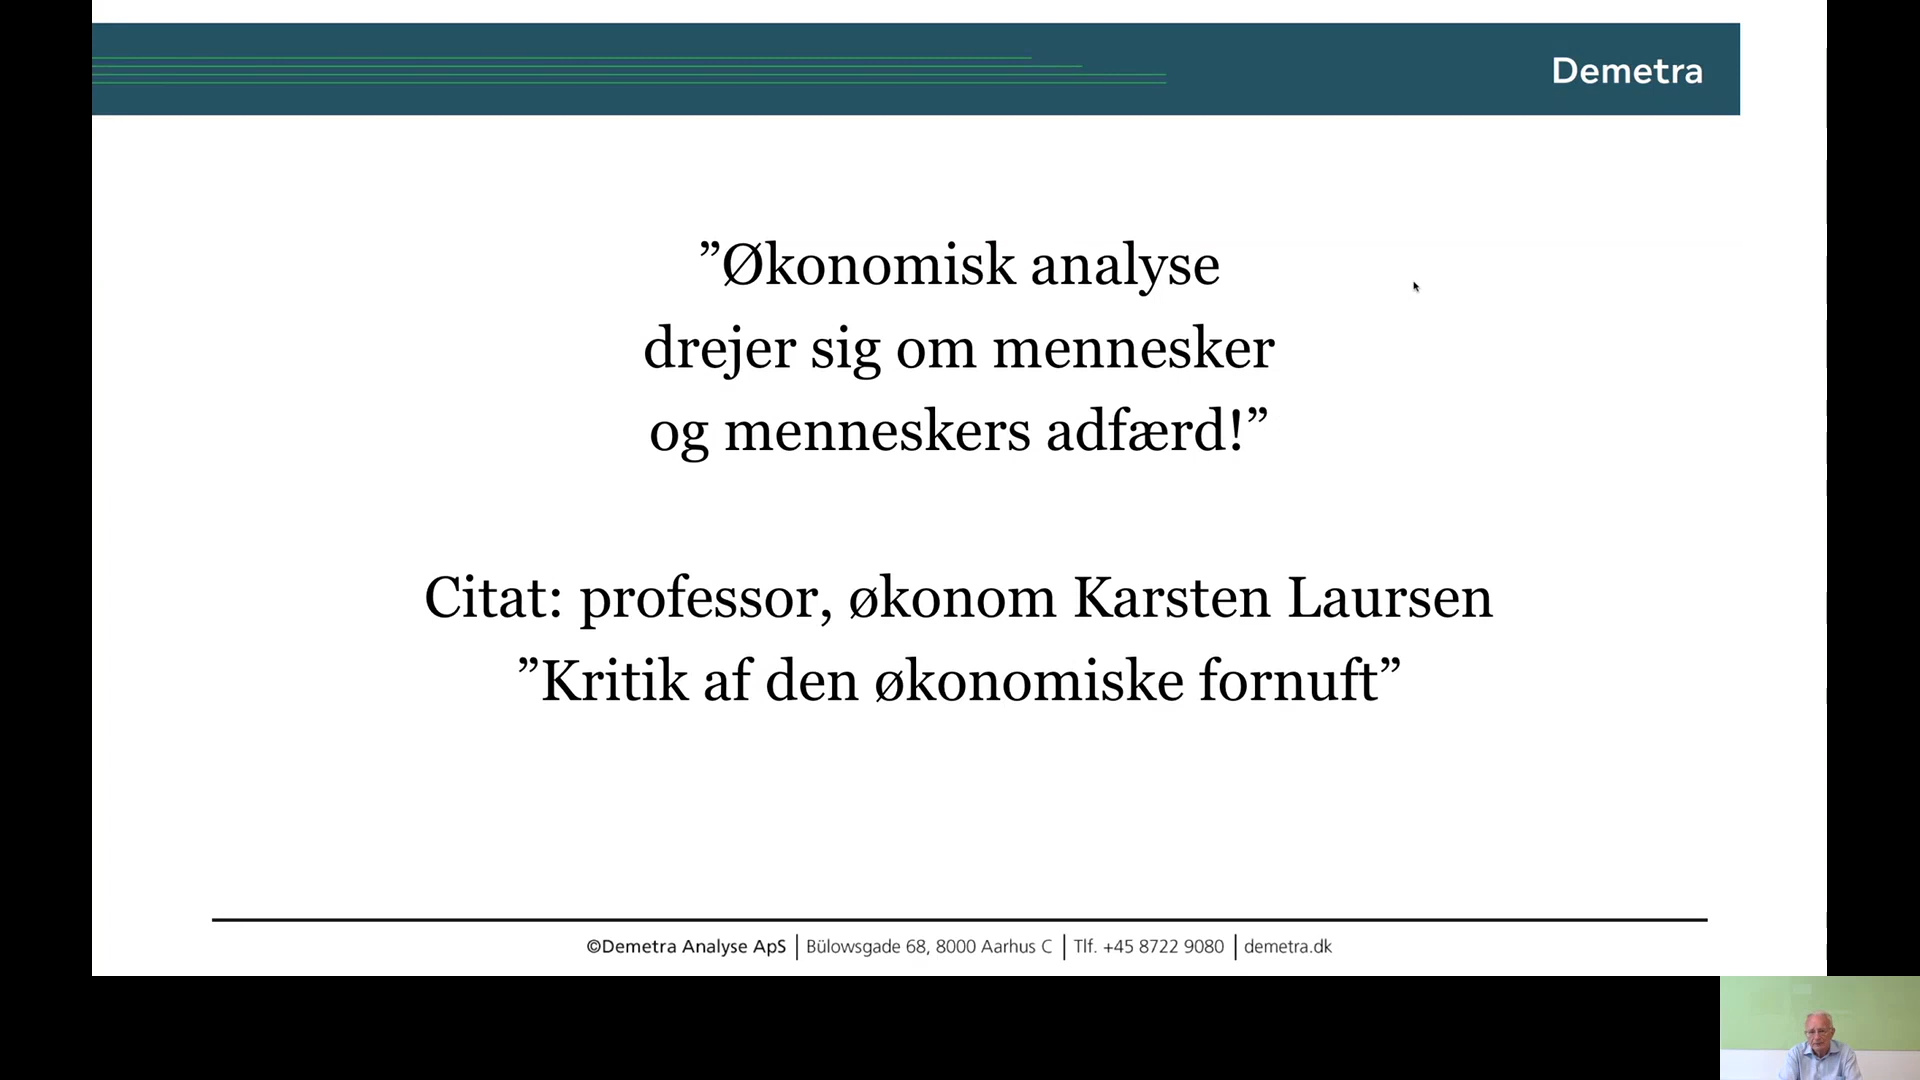 Demetra
”Økonomisk analyse
drejer sig om mennesker
og menneskers adfærd!”
Citat: professor, økonom Karsten Laursen
”Kritik af den økonomiske fornuft”
©Demetra Analyse ApS | Bülowsgade 68, 8000 Aarhus C | Tlf. +45 8722 9080 | demetra.dk